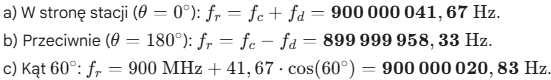 a) W stronę stacji (θ = 0°): f_r = f_c + f_d = 900 000 041, 67 Hz.
b) Przeciwnie (θ = 180°): f_r = f_c − f_d = 899 999 958, 33 Hz.
c) Kąt 60°: f_r = 900 MHz + 41, 67 · cos(60°) = 900 000 020, 83 Hz.